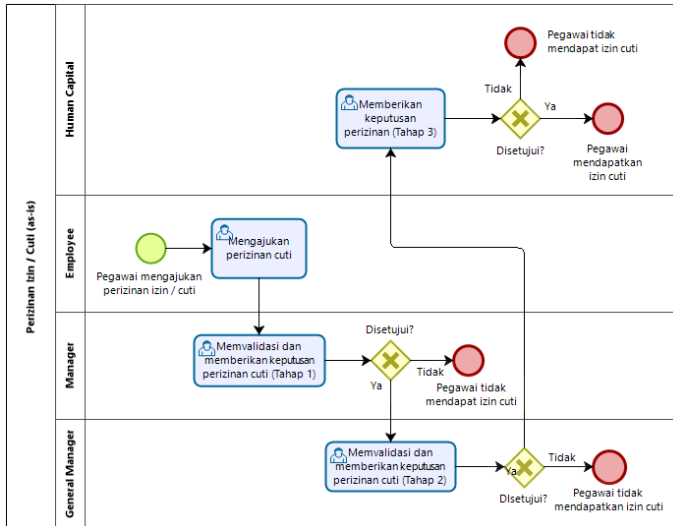 Perizinan Izin / Cuti (as-is)
Human Capital
Memberikan
keputusan
perizinan (Tahap 3)
Pegawai tidak
mendapat izin cuti
Tidak
Ya
Disetujui?
Pegawai
mendapatkan
izin cuti
Employee
Pegawai mengajukan
perizinan izin / cuti
Mengajukan
perizinan cuti
Manager
Memvalidasi dan
memberikan keputusan
perizinan cuti (Tahap 1)
Disetujui?
Tidak
Ya
Pegawai tidak
mendapat izin cuti
General Manager
Memvalidasi dan
memberikan keputusan
perizinan cuti (Tahap 2)
Ya
Tidak
DIsetujui?
Pegawai tidak
mendapatkan izin cuti